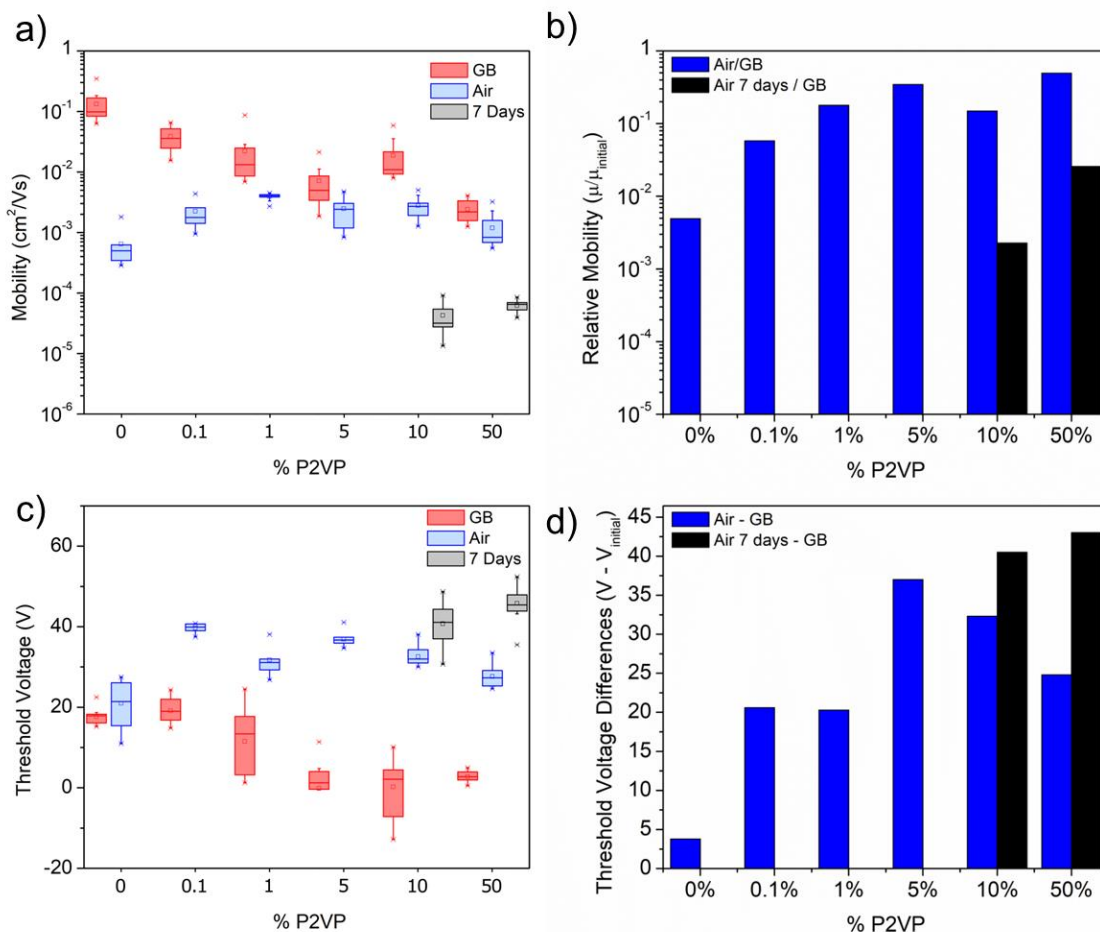 a)
1
10⁻¹
10⁻²
10⁻³
10⁻⁴
10⁻⁵
10⁻⁶
Mobility (cm²/Vs)
GB
Air
7 Days
0 0.1 1 5 10 50
% P2VP
b)
1
10⁻¹
10⁻²
10⁻³
10⁻⁴
10⁻⁵
Relative Mobility (μ/μinitial)
Air/GB
Air 7 days / GB
0% 0.1% 1% 5% 10% 50%
% P2VP
c)
60
40
20
0
-20
Threshold Voltage (V)
GB
Air
7 Days
0 0.1 1 5 10 50
% P2VP
d)
45
40
35
30
25
20
15
10
5
0
Threshold Voltage Differences (V - Vinitial)
Air - GB
Air 7 days - GB
0% 0.1% 1% 5% 10% 50%
% P2VP